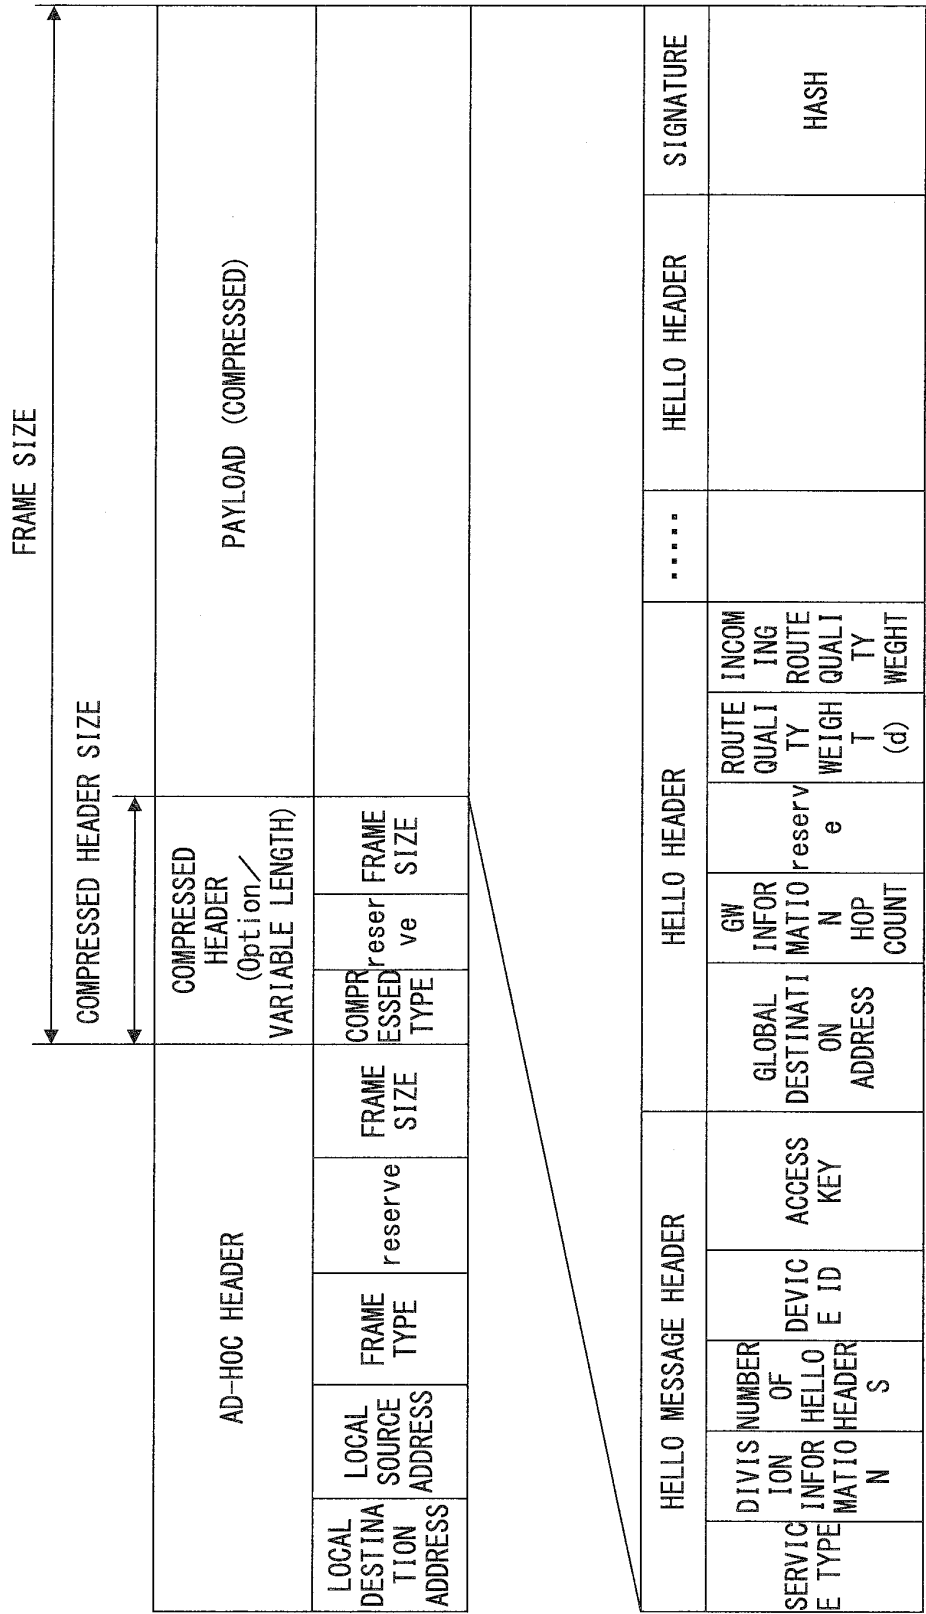 FRAME SIZE
COMPRESSED HEADER SIZE
AD-HOC HEADER
COMPRESSED
HEADER
(Option/
VARIABLE LENGTH)
PAYLOAD (COMPRESSED)
LOCAL
DESTINA
TION
ADDRESS
LOCAL
SOURCE
ADDRESS
FRAME
TYPE
reserve
FRAME
SIZE
COMPR
ESSED
TYPE
reser
ve
FRAME
SIZE
HELLO MESSAGE HEADER
HELLO HEADER
.....
HELLO HEADER
SIGNATURE
SERVIC
E TYPE
DIVIS
ION
INFOR
MATIO
N
NUMBER
OF
HELLO
HEADER
S
DEVIC
E ID
ACCESS
KEY
GLOBAL
DESTINATI
ON
ADDRESS
GW
INFOR
MATIO
N
HOP
COUNT
reserv
e
ROUTE
QUALI
TY
WEIGH
T
(d)
INCOM
ING
ROUTE
QUALI
TY
WEGHT
HASH